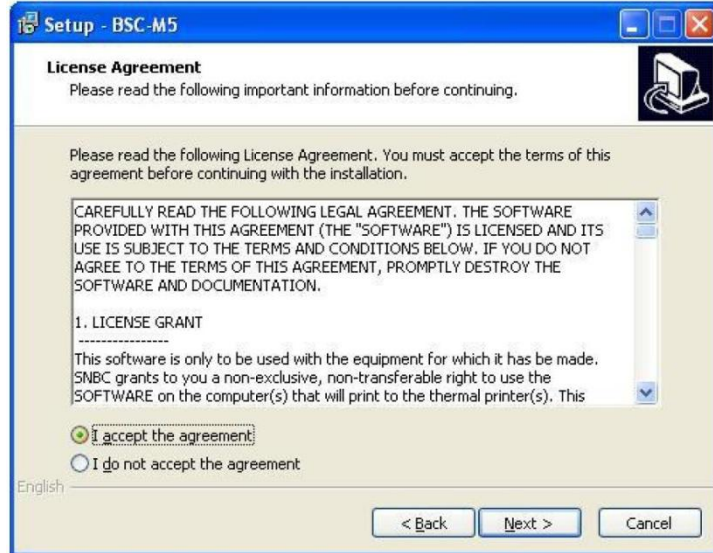 Setup - BSC-M5
License Agreement
Please read the following important information before continuing.
Please read the following License Agreement. You must accept the terms of this
agreement before continuing with the installation.
CAREFULLY READ THE FOLLOWING LEGAL AGREEMENT. THE SOFTWARE
PROVIDED WITH THIS AGREEMENT (THE "SOFTWARE") IS LICENSED AND ITS
USE IS SUBJECT TO THE TERMS AND CONDITIONS BELOW. IF YOU DO NOT
AGREE TO THE TERMS OF THIS AGREEMENT, PROMPTLY DESTROY THE
SOFTWARE AND DOCUMENTATION.
1. LICENSE GRANT
----------------
This software is only to be used with the equipment for which it has be made.
SNBC grants to you a non-exclusive, non-transferable right to use the
SOFTWARE on the computer(s) that will print to the thermal printer(s). This
I accept the agreement
I do not accept the agreement
English
< Back Next > Cancel